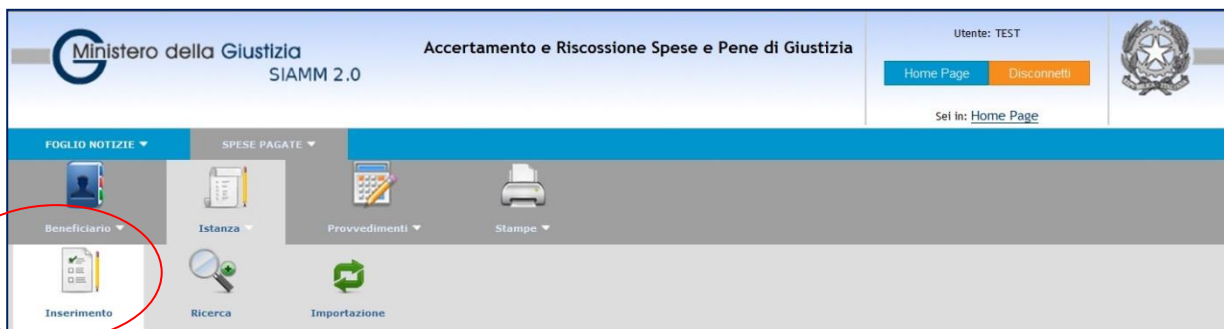 Ministero della Giustizia
SIAMM 2.0
Accertamento e Riscossione Spese e Pene di Giustizia
Utente: TEST
Home Page
Disconnetti
Sei in: Home Page
FOGLIO NOTIZIE
SPESE PAGATE
Beneficiario
Istanza
Provvedimenti
Stampe
Inserimento
Ricerca
Importazione